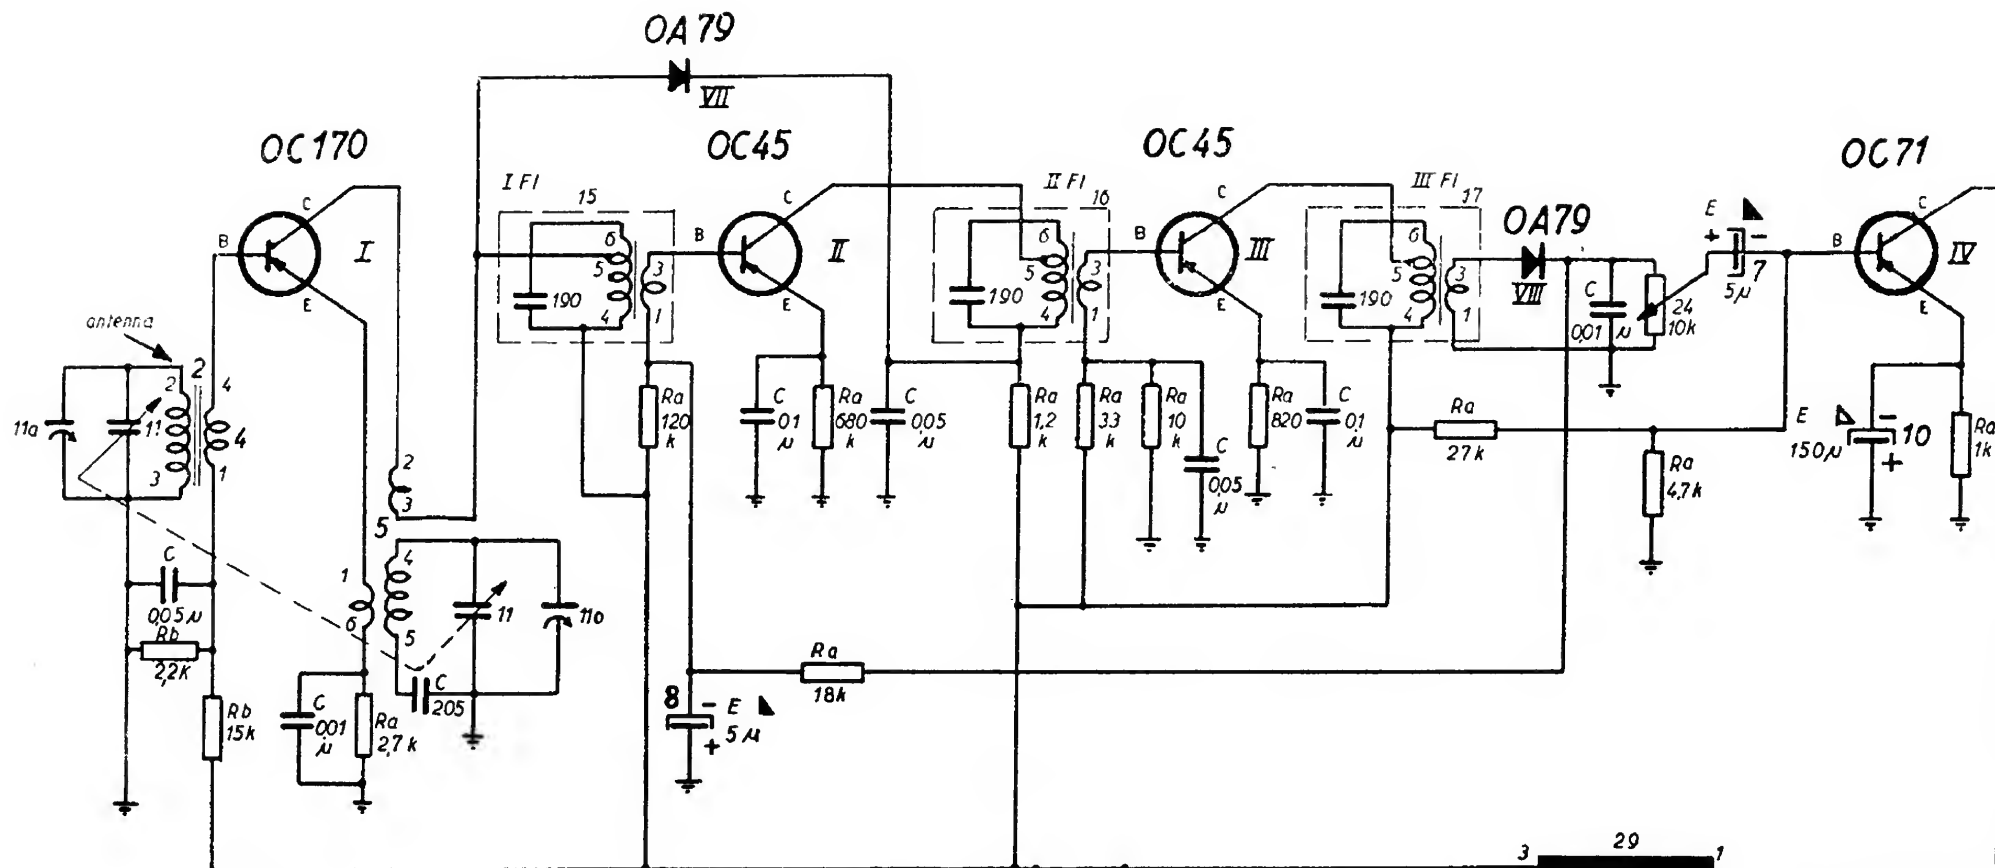 OA79
VII
OC170
OC45
OC45
OC71
I FI
15
II FI
16
III FI
17
OA79
VIII
B
C
E
I
190
6
5
4
3
1
B
C
E
II
190
6
5
4
3
1
B
C
E
III
190
6
5
4
3
1
E
+
-
7
5µ
B
C
E
IV
antenna
11a
11
2
2
3
4
4
1
C
0,05µ
Rb
2,2k
Rb
15k
2
3
5
1
6
4
5
11
C
205
C
0,01
µ
Ra
2,7k
Ra
120
k
C
0,1
µ
Ra
680
k
C
0,05
µ
Ra
1,2
k
Ra
33
k
Ra
10
k
C
0,05
µ
Ra
820
C
0,1
µ
C
0,01 µ
24
10k
Ra
27k
Ra
4,7k
E
-
150µ
10
+
Ra
1k
8
-
E
+
5µ
Ra
18k
3
29
1